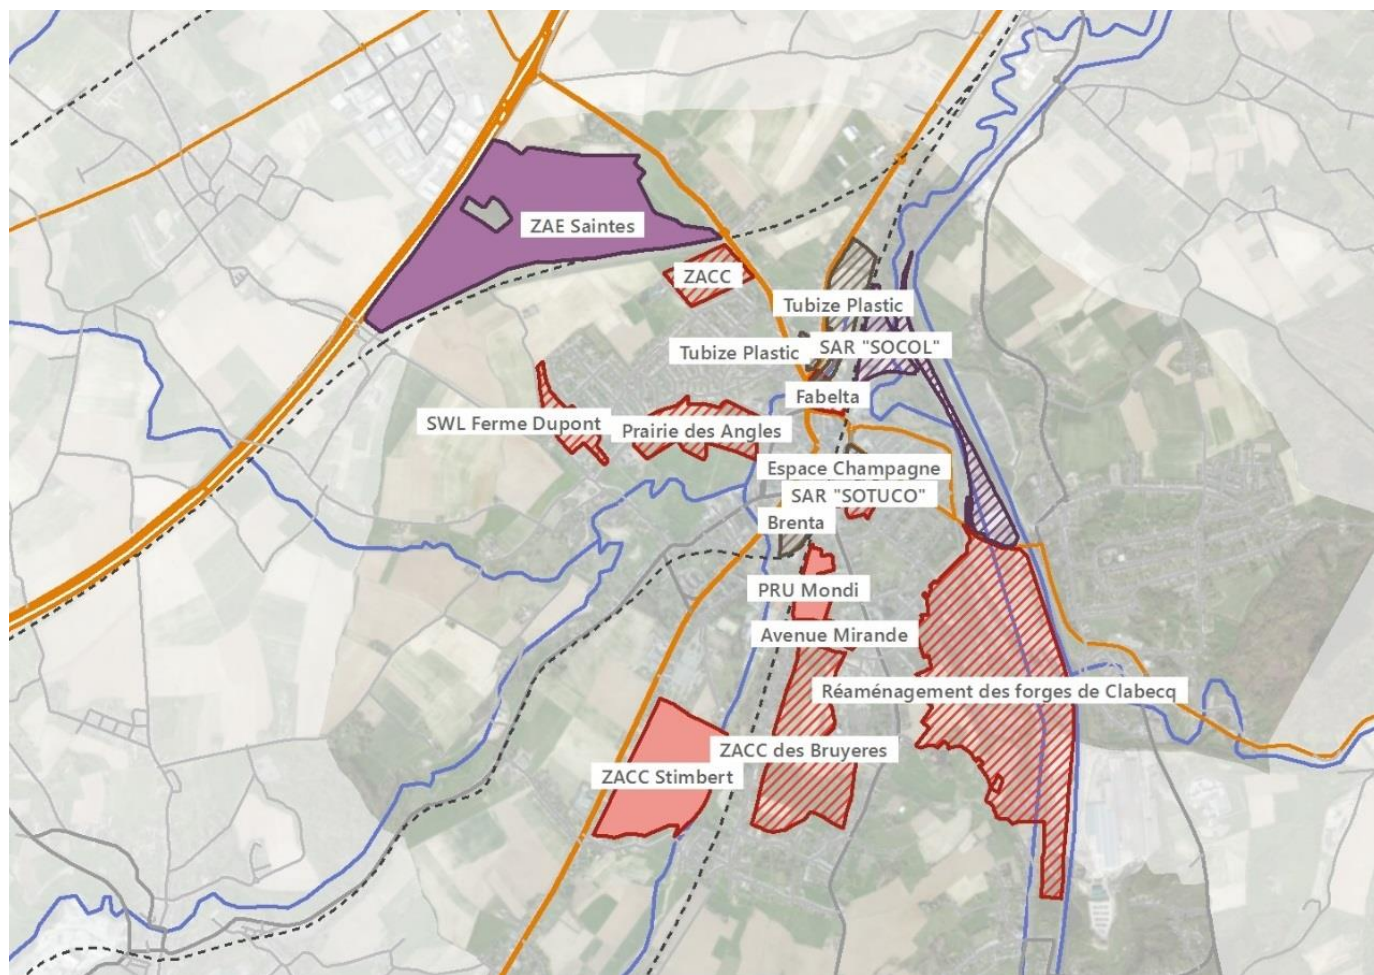 ZAE Saintes
ZACC
Tubize Plastic
Tubize Plastic
SAR "SOCOL"
Fabelta
SWL Ferme Dupont
Prairie des Angles
Espace Champagne
SAR "SOTUCO"
Brenta
PRU Mondi
Avenue Mirande
Réaménagement des forges de Clabecq
ZACC des Bruyeres
ZACC Stimbert